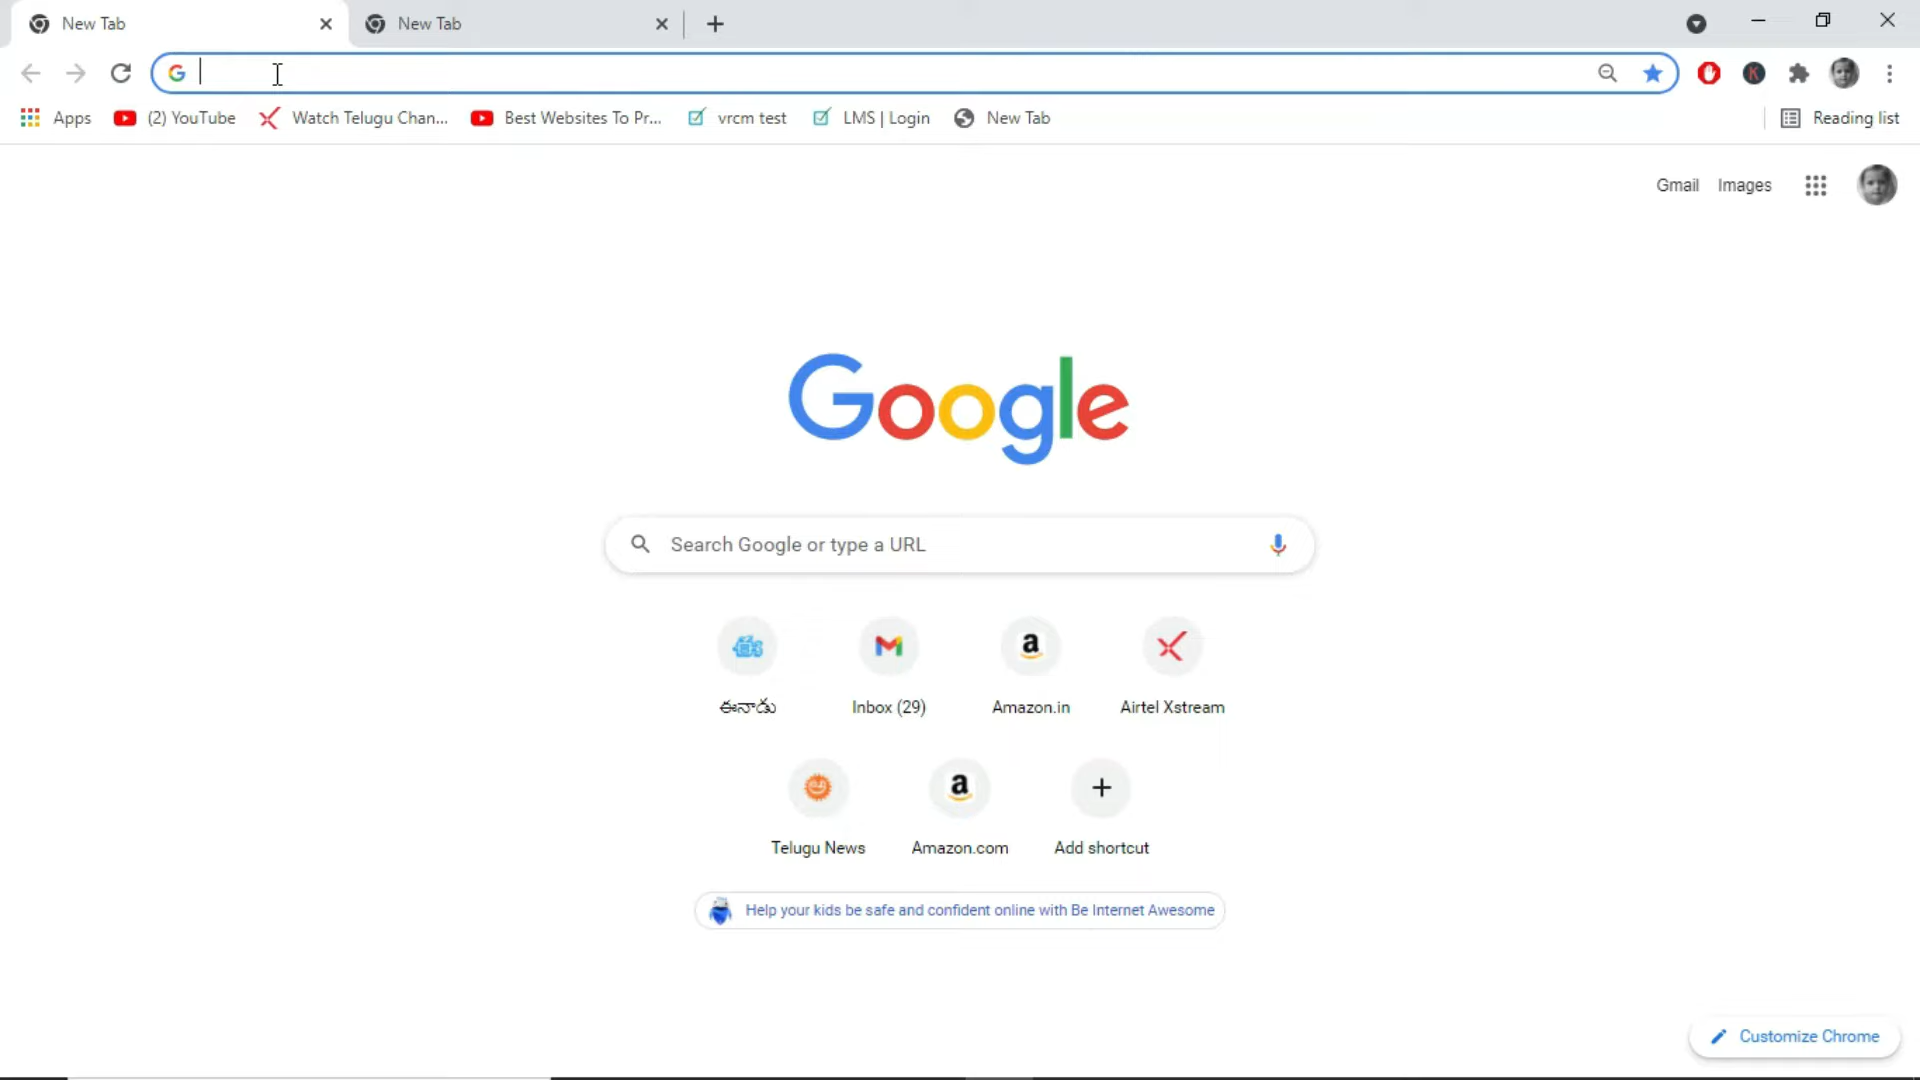 New Tab
New Tab
Apps
(2) YouTube
Watch Telugu Chan...
Best Websites To Pr...
vrcm test
LMS | Login
New Tab
Reading list
Gmail
Images
Google
Search Google or type a URL
ఈనాడు
Inbox (29)
Amazon.in
Airtel Xstream
Telugu News
Amazon.com
Add shortcut
Help your kids be safe and confident online with Be Internet Awesome
Customize Chrome